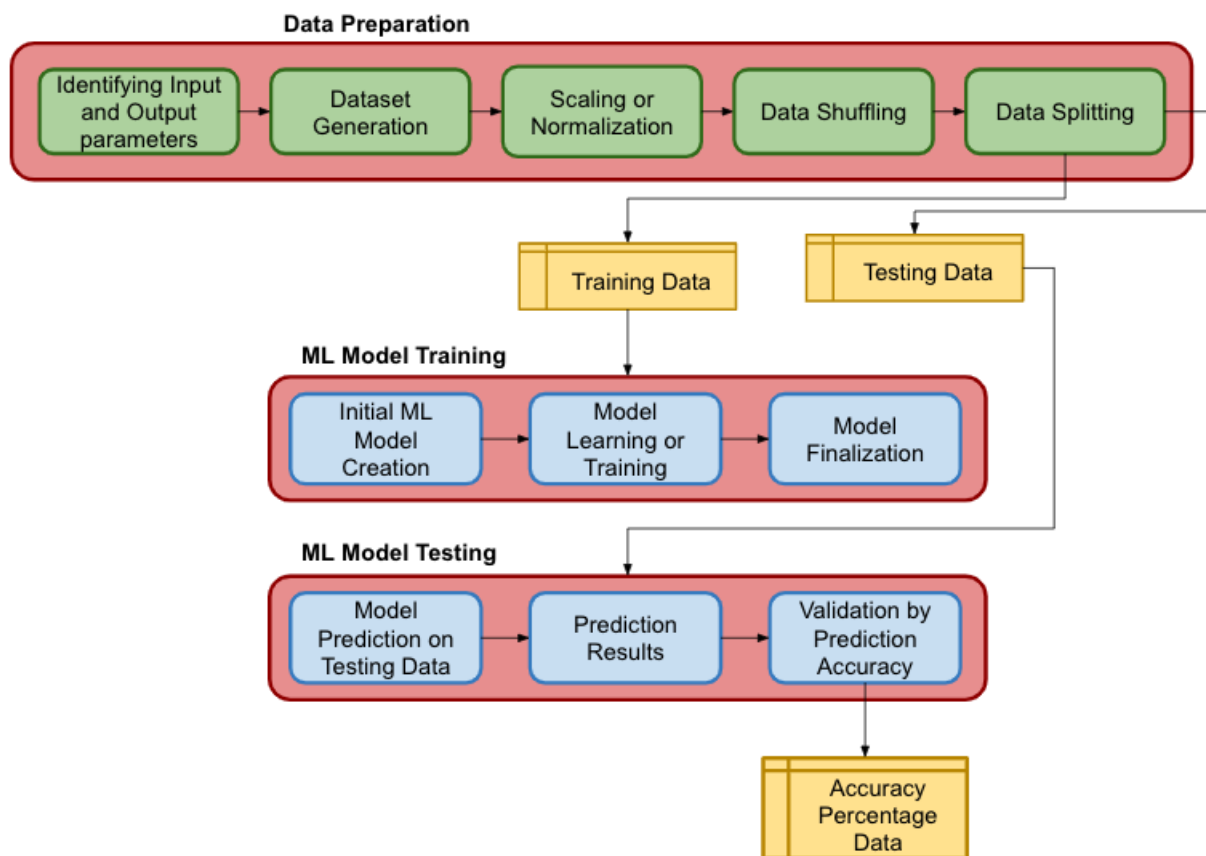 Data Preparation
Identifying Input
and Output
parameters
Dataset
Generation
Scaling or
Normalization
Data Shuffling
Data Splitting
Training Data
Testing Data
ML Model Training
Initial ML
Model
Creation
Model
Learning or
Training
Model
Finalization
ML Model Testing
Model
Prediction on
Testing Data
Prediction
Results
Validation by
Prediction
Accuracy
Accuracy
Percentage
Data